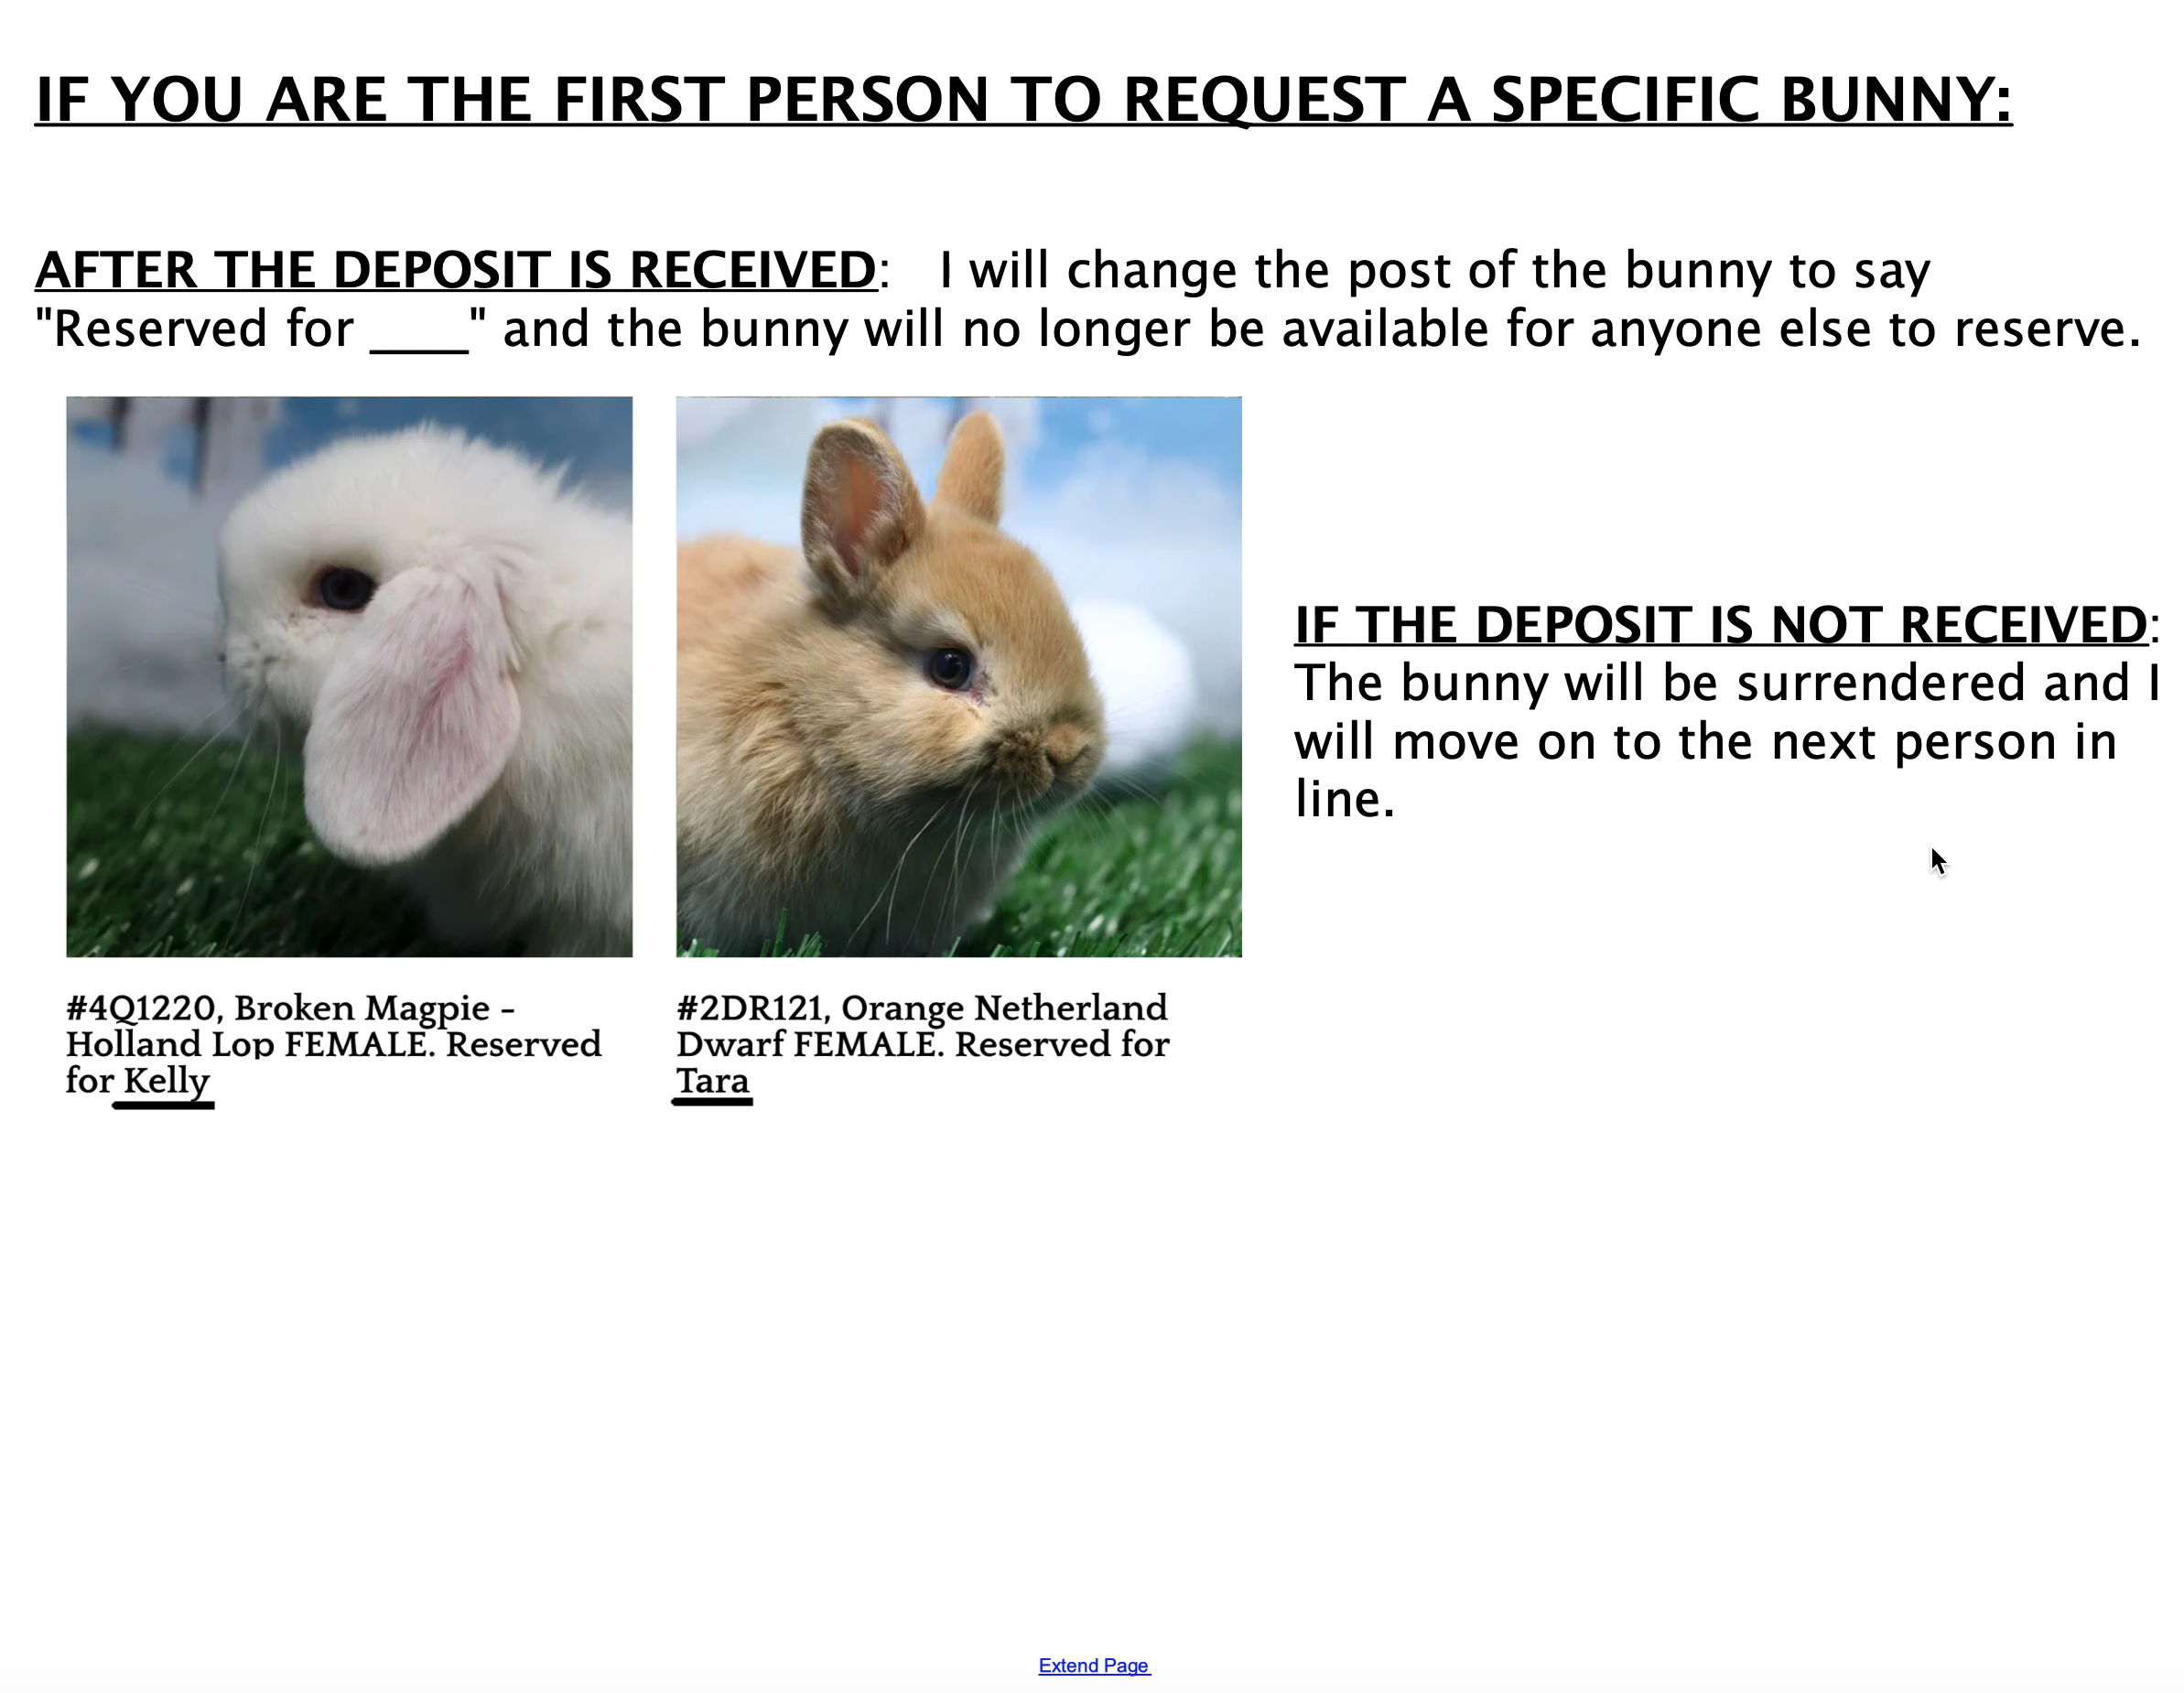 IF YOU ARE THE FIRST PERSON TO REQUEST A SPECIFIC BUNNY:
AFTER THE DEPOSIT IS RECEIVED:   I will change the post of the bunny to say
"Reserved for ____" and the bunny will no longer be available for anyone else to reserve.
IF THE DEPOSIT IS NOT RECEIVED:
The bunny will be surrendered and I
will move on to the next person in
line.
#4Q1220, Broken Magpie -
Holland Lop FEMALE. Reserved
for Kelly
#2DR121, Orange Netherland
Dwarf FEMALE. Reserved for
Tara
Extend Page